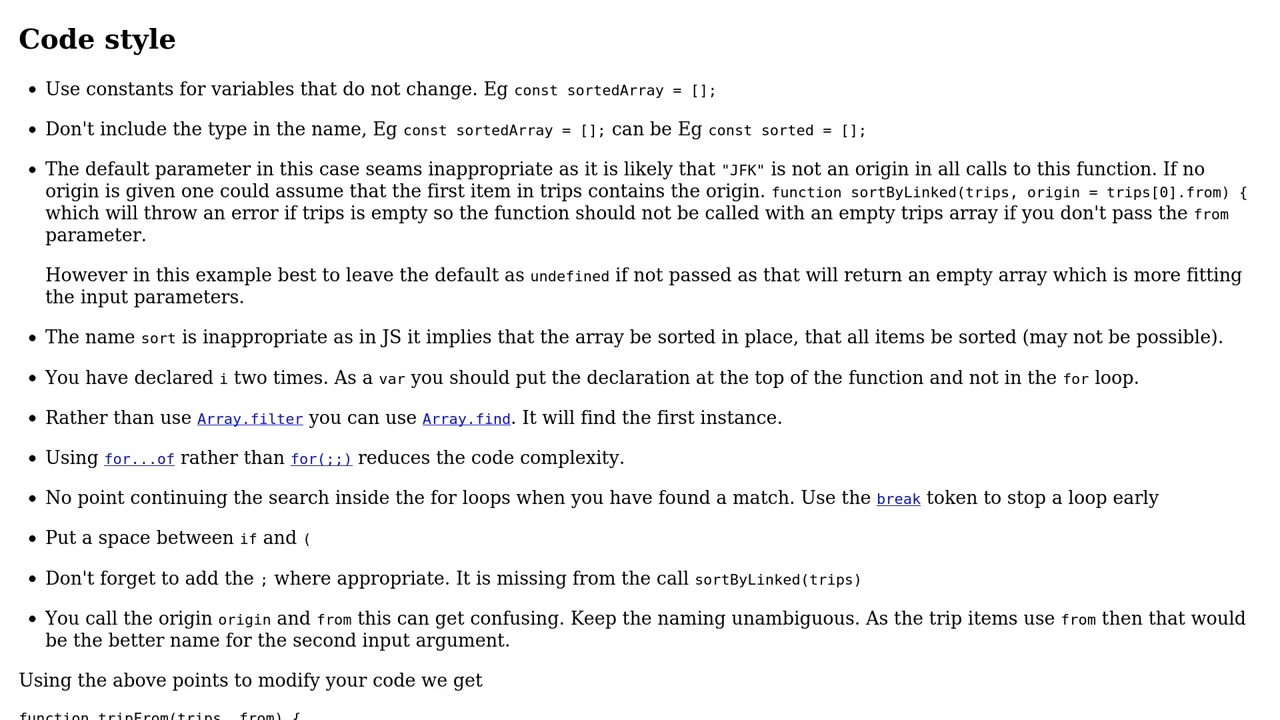 Code style
Use constants for variables that do not change. Eg const sortedArray = [];
Don't include the type in the name, Eg const sortedArray = []; can be Eg const sorted = [];
The default parameter in this case seams inappropriate as it is likely that "JFK" is not an origin in all calls to this function. If no
origin is given one could assume that the first item in trips contains the origin. function sortByLinked(trips, origin = trips[0].from) {
which will throw an error if trips is empty so the function should not be called with an empty trips array if you don't pass the from
parameter.
However in this example best to leave the default as undefined if not passed as that will return an empty array which is more fitting
the input parameters.
The name sort is inappropriate as in JS it implies that the array be sorted in place, that all items be sorted (may not be possible).
You have declared i two times. As a var you should put the declaration at the top of the function and not in the for loop.
Rather than use Array.filter you can use Array.find. It will find the first instance.
Using for...of rather than for(;;) reduces the code complexity.
No point continuing the search inside the for loops when you have found a match. Use the break token to stop a loop early
Put a space between if and (
Don't forget to add the ; where appropriate. It is missing from the call sortByLinked(trips)
You call the origin origin and from this can get confusing. Keep the naming unambiguous. As the trip items use from then that would
be the better name for the second input argument.
Using the above points to modify your code we get
function tripFrom(trips, from) {